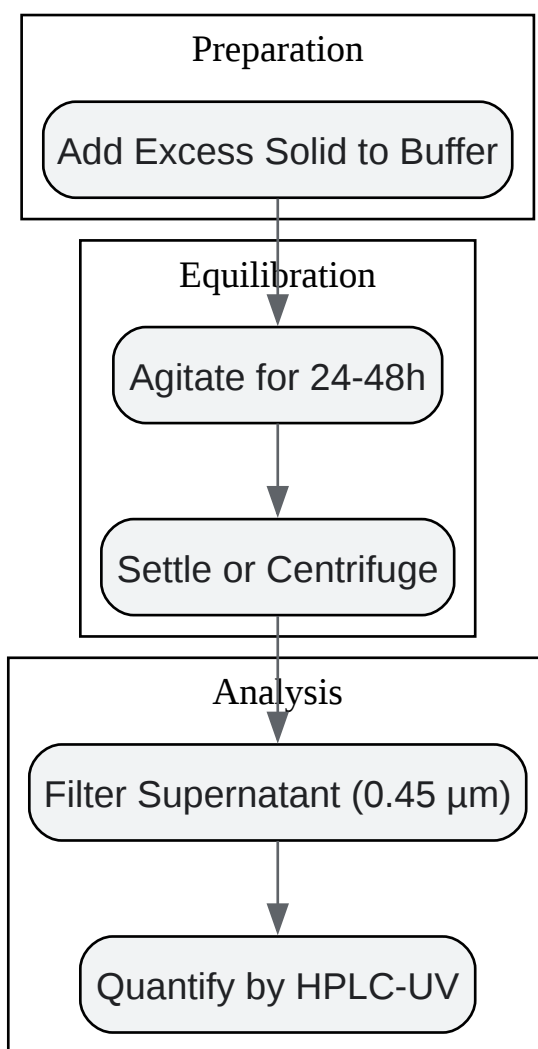 Preparation
Add Excess Solid to Buffer
Equilibration
Agitate for 24-48h
Settle or Centrifuge
Analysis
Filter Supernatant (0.45 µm)
Quantify by HPLC-UV